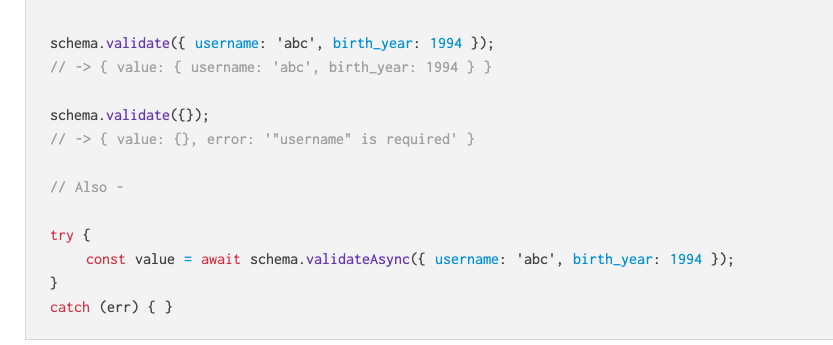 schema.validate({ username: 'abc', birth_year: 1994 });
// -> { value: { username: 'abc', birth_year: 1994 } }
schema.validate({});
// -> { value: {}, error: '"username" is required' }
// Also -
try {
const value = await schema.validateAsync({ username: 'abc', birth_year: 1994 });
}
catch (err) { }